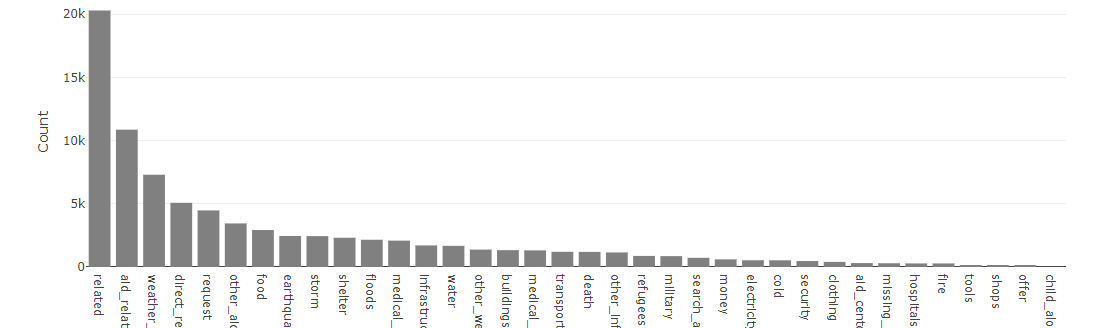 20k
15k
10k
5k
0
Count
related
aid_relat
weather_
direct_re
request
other_aid
food
earthqua
storm
shelter
floods
medical_
infrastruc
water
other_we
buildings
medical_
transport
death
other_inf
refugees
military
search_a
money
electricity
cold
security
clothing
aid_cente
missing_
hospitals
fire
tools
shops
offer
child_alo